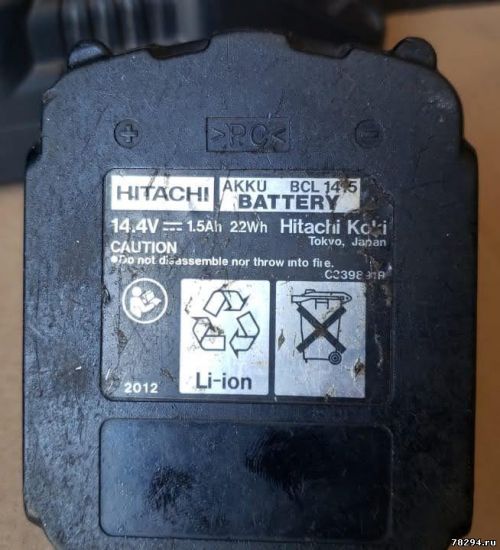 >PC<
HITACHI
AKKU BCL 1415
BATTERY
14.4V 1.5Ah 22Wh Hitachi Koki
Tokyo, Japan
CAUTION
•Do not disassemble nor throw into fire.
Li-ion
2012
78294.ru